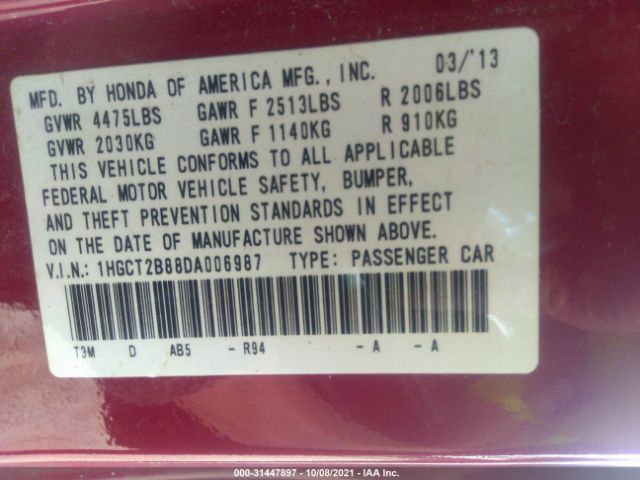 MFD. BY HONDA OF AMERICA MFG., INC. 03/'13
GVWR 4475LBS GAWR F 2513LBS R 2006LBS
GVWR 2030KG GAWR F 1140KG R 910KG
THIS VEHICLE CONFORMS TO ALL APPLICABLE
FEDERAL MOTOR VEHICLE SAFETY, BUMPER,
AND THEFT PREVENTION STANDARDS IN EFFECT
ON THE DATE OF MANUFACTURE SHOWN ABOVE.
V.I.N.: 1HGCT2B88DA006987 TYPE: PASSENGER CAR
T3M D AB5 - R94 - A - A
000-31447897 - 10/08/2021 - IAA Inc.